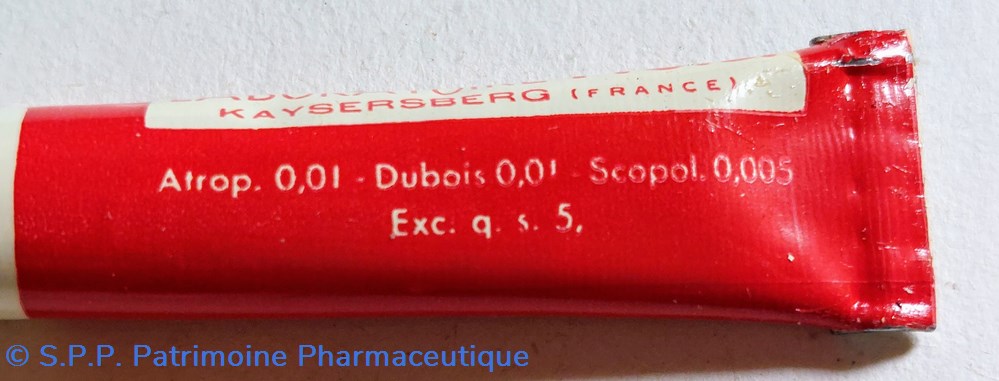 KAYSERSBERG (FRANCE)
Atrop. 0,01 - Dubois 0,01 - Scopol. 0,005
Exc. q. s. 5,
© S.P.P. Patrimoine Pharmaceutique